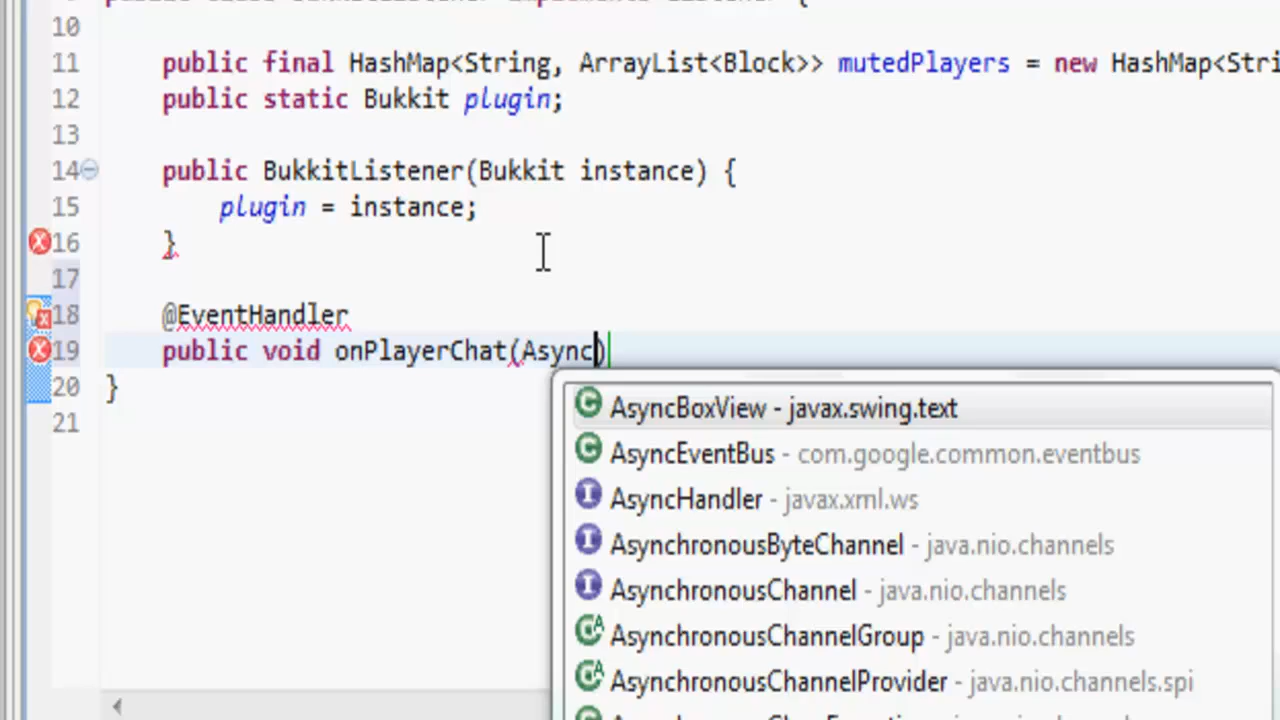 10
11 public final HashMap<String, ArrayList<Block>> mutedPlayers = new HashMap<Stri
12 public static Bukkit plugin;
13
14 public BukkitListener(Bukkit instance) {
15 plugin = instance;
16 }
17
18 @EventHandler
19 public void onPlayerChat(Async)
20 }
21
AsyncBoxView - javax.swing.text
AsyncEventBus - com.google.common.eventbus
AsyncHandler - javax.xml.ws
AsynchronousByteChannel - java.nio.channels
AsynchronousChannel - java.nio.channels
AsynchronousChannelGroup - java.nio.channels
AsynchronousChannelProvider - java.nio.channels.spi